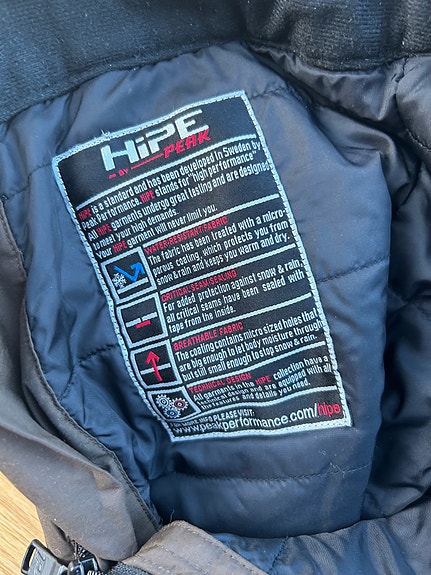 HiPE
BY PEAK
HiPE is a standard and has been developed in Sweden by
Peak Performance. HiPE stands for "high performance"
HiPE garments undergo great testing and are designed
to meet your high demands.
Your HiPE garment will never limit you.
WATER-RESISTANT FABRIC
The fabric has been treated with a micro-
porous coating, which protects you from
snow & rain and keeps you warm and dry.
CRITICAL SEAM-SEALING
For added protection against snow & rain,
all critical seams have been sealed with
tape from the inside.
BREATHABLE FABRIC
The coating contains micro sized holes that
are big enough to let body moisture through
but still small enough to stop snow & rain.
TECHNICAL DESIGN
All garments in the HiPE collection have a
technical design and are equipped with all
the features and details you need.
FOR MORE INFO PLEASE VISIT:
www.peakperformance.com/hipe